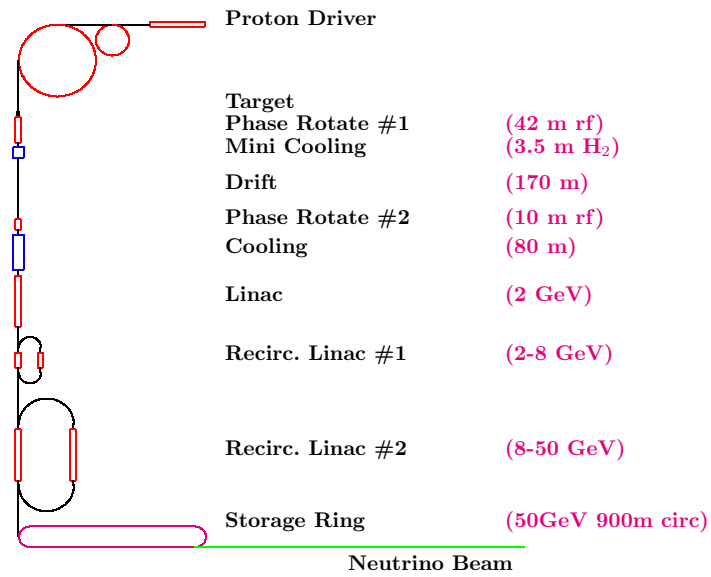 Proton Driver
Target
Phase Rotate #1 (42 m rf)
Mini Cooling (3.5 m H₂)
Drift (170 m)
Phase Rotate #2 (10 m rf)
Cooling (80 m)
Linac (2 GeV)
Recirc. Linac #1 (2-8 GeV)
Recirc. Linac #2 (8-50 GeV)
Storage Ring (50GeV 900m circ)
Neutrino Beam